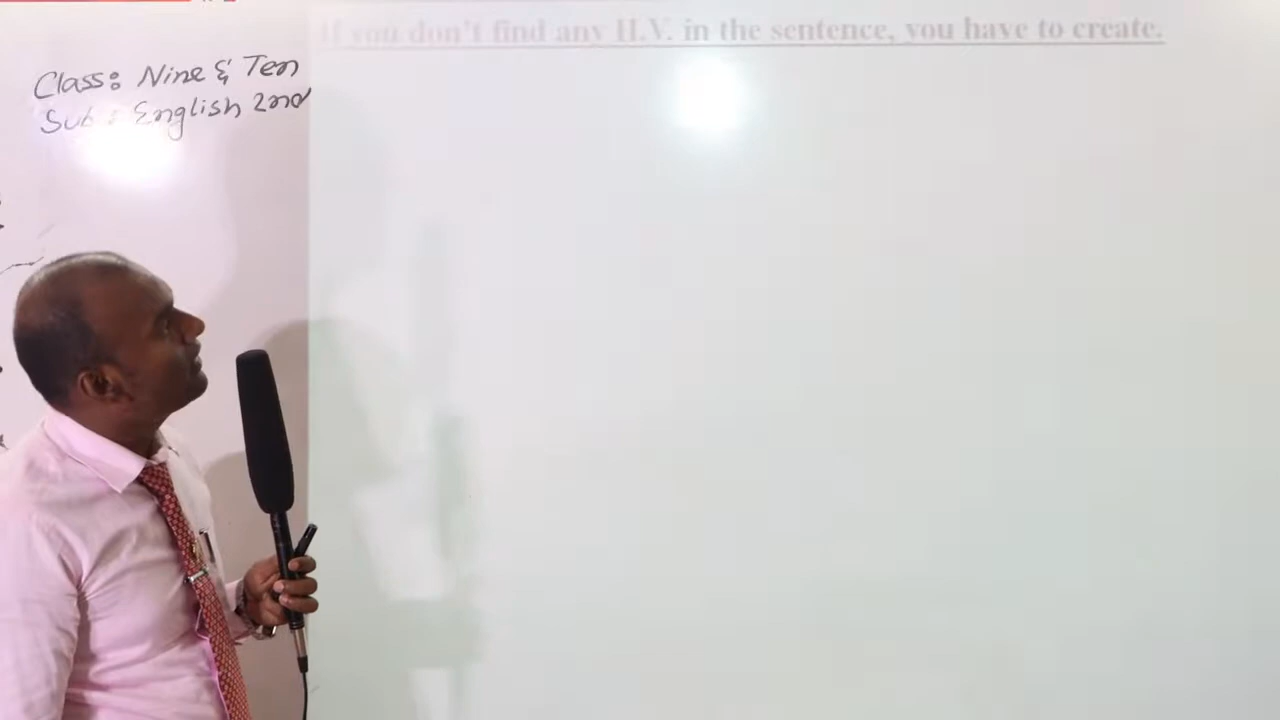 If you don't find any H.V. in the sentence, you have to create.
Class: Nine & Ten
Sub : English 2nd